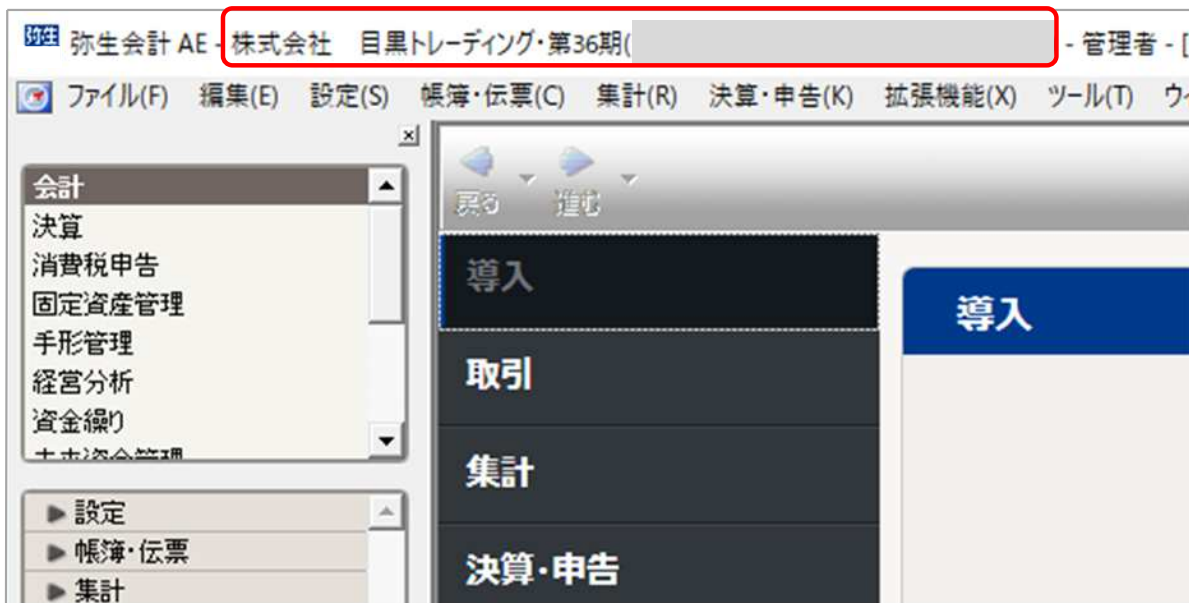 弥生 弥生会計 AE - 株式会社　目黒トレーディング・第36期( - 管理者 - [
ファイル(F) 編集(E) 設定(S) 帳簿・伝票(C) 集計(R) 決算・申告(K) 拡張機能(X) ツール(T) ウ
会計
決算
消費税申告
固定資産管理
手形管理
経営分析
資金繰り
設定
帳簿・伝票
集計
戻る 進む
導入
取引
集計
決算・申告
導入